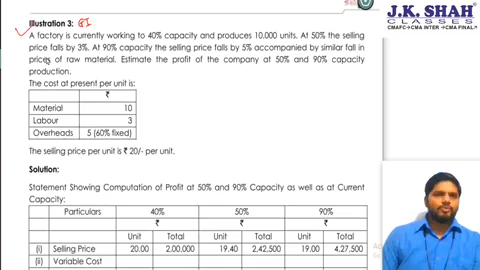 Illustration 3:
J.K. SHAH
CLASSES
CMAFC→CMA INTER →CMA FINAL
A factory is currently working to 40% capacity and produces 10,000 units. At 50% the selling
price falls by 3%. At 90% capacity the selling price falls by 5% accompanied by similar fall in
prices of raw material. Estimate the profit of the company at 50% and 90% capacity
production.
The cost at present per unit is:
₹
Material 10
Labour 3
Overheads 5 (60% fixed)
The selling price per unit is ₹ 20/- per unit.
Solution:
Statement Showing Computation of Profit at 50% and 90% Capacity as well as at Current
Capacity:
Particulars 40% 50% 90%
₹ ₹ ₹
Unit Total Unit Total Unit Total
(i) Selling Price 20.00 2,00,000 19.40 2,42,500 19.00 4,27,500
(ii) Variable Cost